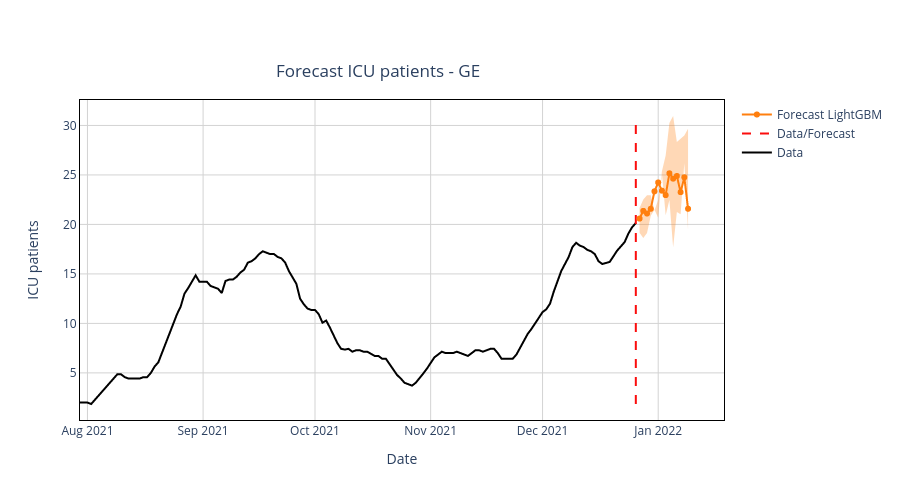 Forecast ICU patients - GE
Forecast LightGBM
Data/Forecast
Data
ICU patients
30
25
20
15
10
5
Aug 2021
Sep 2021
Oct 2021
Nov 2021
Dec 2021
Jan 2022
Date